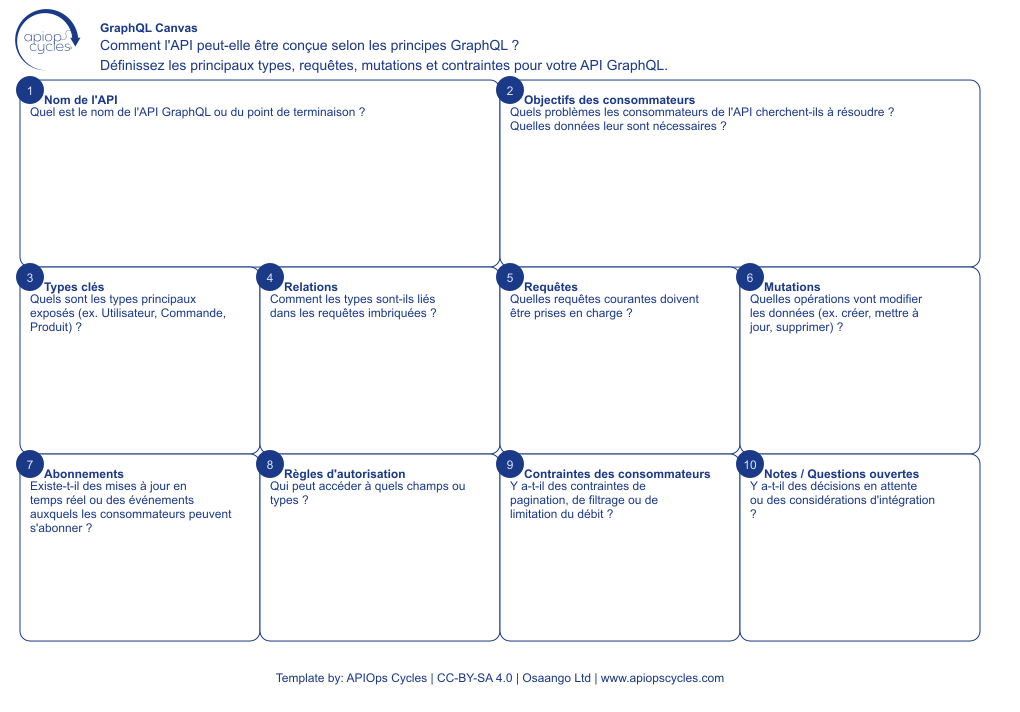 apiop
cycles
GraphQL Canvas
Comment l'API peut-elle être conçue selon les principes GraphQL ?
Définissez les principaux types, requêtes, mutations et contraintes pour votre API GraphQL.
1
Nom de l'API
Quel est le nom de l'API GraphQL ou du point de terminaison ?
2
Objectifs des consommateurs
Quels problèmes les consommateurs de l'API cherchent-ils à résoudre ?
Quelles données leur sont nécessaires ?
3
Types clés
Quels sont les types principaux
exposés (ex. Utilisateur, Commande,
Produit) ?
4
Relations
Comment les types sont-ils liés
dans les requêtes imbriquées ?
5
Requêtes
Quelles requêtes courantes doivent
être prises en charge ?
6
Mutations
Quelles opérations vont modifier
les données (ex. créer, mettre à
jour, supprimer) ?
7
Abonnements
Existe-t-il des mises à jour en
temps réel ou des événements
auxquels les consommateurs peuvent
s'abonner ?
8
Règles d'autorisation
Qui peut accéder à quels champs ou
types ?
9
Contraintes des consommateurs
Y a-t-il des contraintes de
pagination, de filtrage ou de
limitation du débit ?
10
Notes / Questions ouvertes
Y a-t-il des décisions en attente
ou des considérations d'intégration
?
Template by: APIOps Cycles | CC-BY-SA 4.0 | Osaango Ltd | www.apiopscycles.com